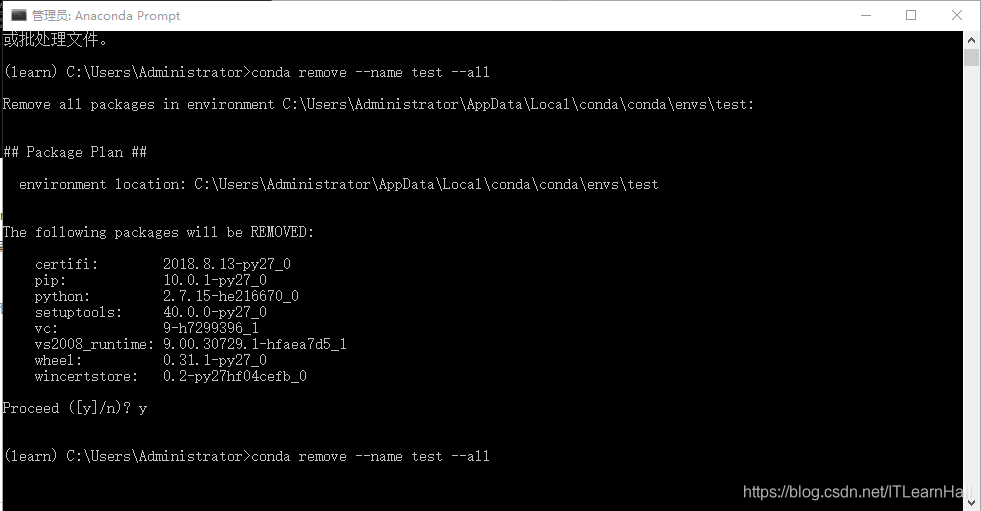 管理员: Anaconda Prompt
或批处理文件。
(learn) C:\Users\Administrator>conda remove --name test --all
Remove all packages in environment C:\Users\Administrator\AppData\Local\conda\conda\envs\test:
## Package Plan ##
environment location: C:\Users\Administrator\AppData\Local\conda\conda\envs\test
The following packages will be REMOVED:
certifi: 2018.8.13-py27_0
pip: 10.0.1-py27_0
python: 2.7.15-he216670_0
setuptools: 40.0.0-py27_0
vc: 9-h7299396_1
vs2008_runtime: 9.00.30729.1-hfaea7d5_1
wheel: 0.31.1-py27_0
wincertstore: 0.2-py27hf04cefb_0
Proceed ([y]/n)? y
(learn) C:\Users\Administrator>conda remove --name test --all
https://blog.csdn.net/ITLearnHall